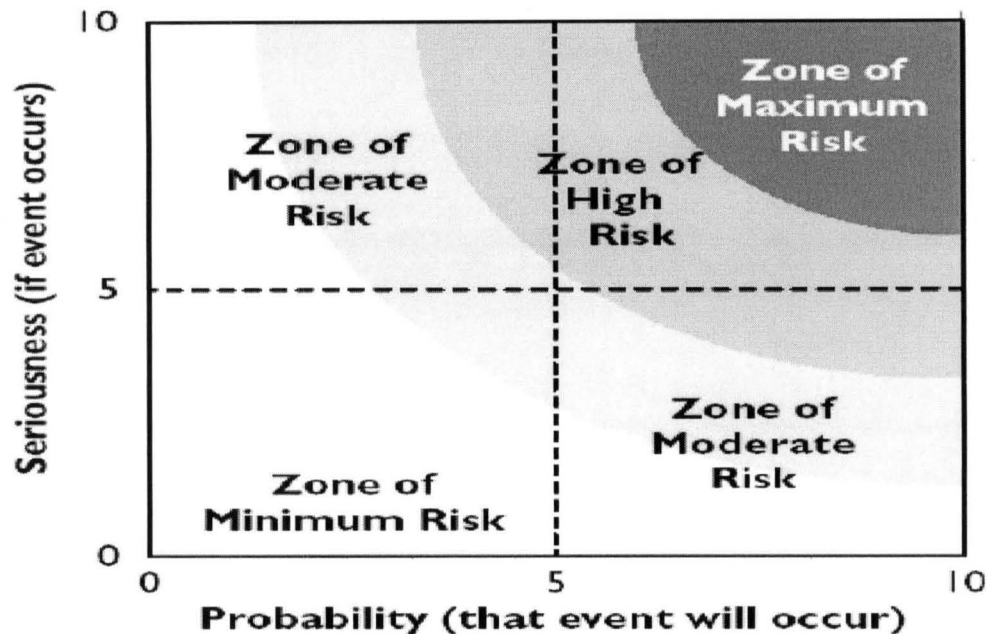 10
Seriousness (if event occurs)
5
0
Zone of
Moderate
Risk
Zone of
High
Risk
Zone of
Maximum
Risk
Zone of
Minimum Risk
Zone of
Moderate
Risk
0
5
10
Probability (that event will occur)